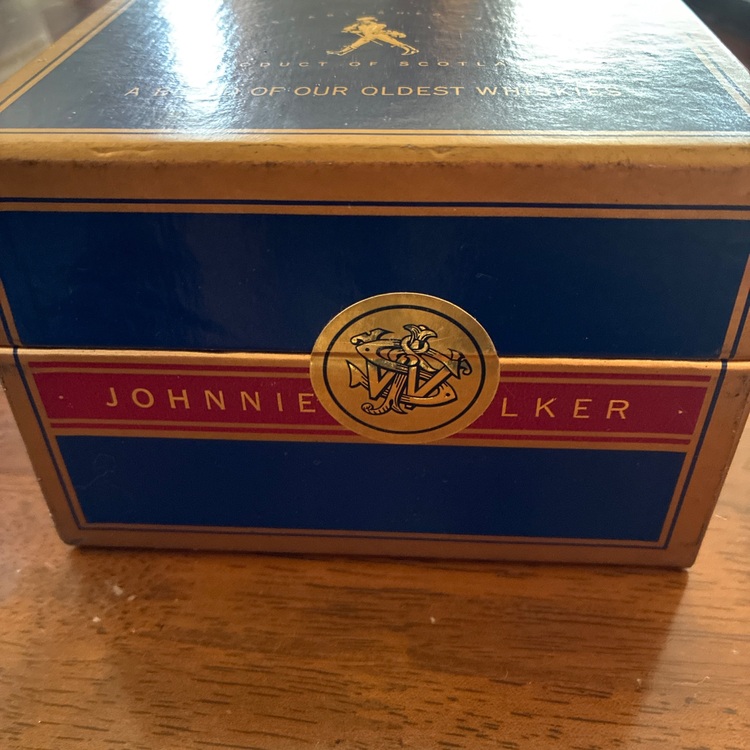 PRODUCT OF SCOTLAND
A BLEND OF OUR OLDEST WHISKIES
JOHNNIE LKER